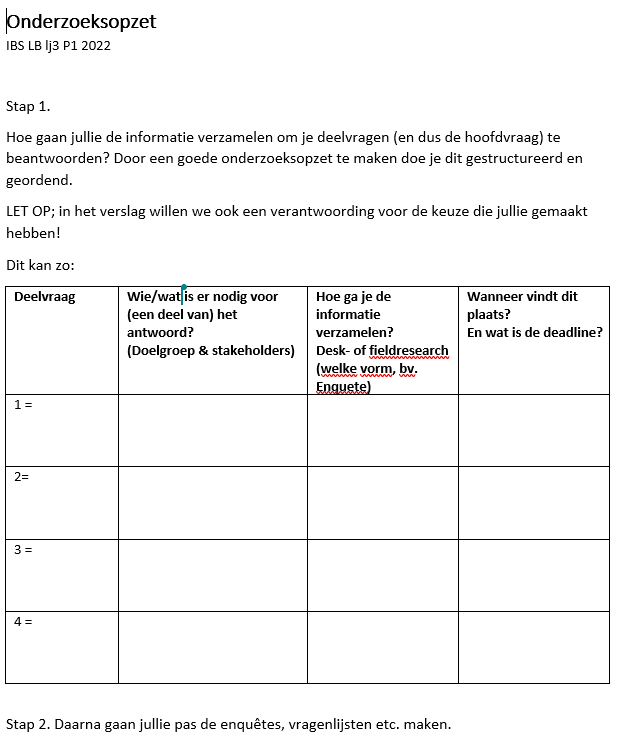 Onderzoeksopzet
IBS LB lj3 P1 2022
Stap 1.
Hoe gaan jullie de informatie verzamelen om je deelvragen (en dus de hoofdvraag) te
beantwoorden? Door een goede onderzoeksopzet te maken doe je dit gestructureerd en
geordend.
LET OP; in het verslag willen we ook een verantwoording voor de keuze die jullie gemaakt
hebben!
Dit kan zo:
Deelvraag
Wie/wat is er nodig voor
(een deel van) het
antwoord?
(Doelgroep & stakeholders)
Hoe ga je de
informatie
verzamelen?
Desk- of fieldresearch
(welke vorm, bv.
Enquete)
Wanneer vindt dit
plaats?
En wat is de deadline?
1 =
2=
3 =
4 =
Stap 2. Daarna gaan jullie pas de enquêtes, vragenlijsten etc. maken.